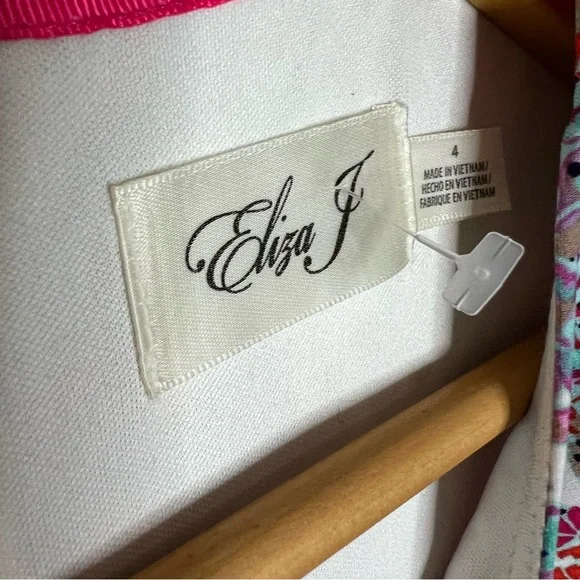 Eliza J
4
MADE IN VIETNAM/
HECHO EN VIETNAM/
FABRIQUE EN VIETNAM